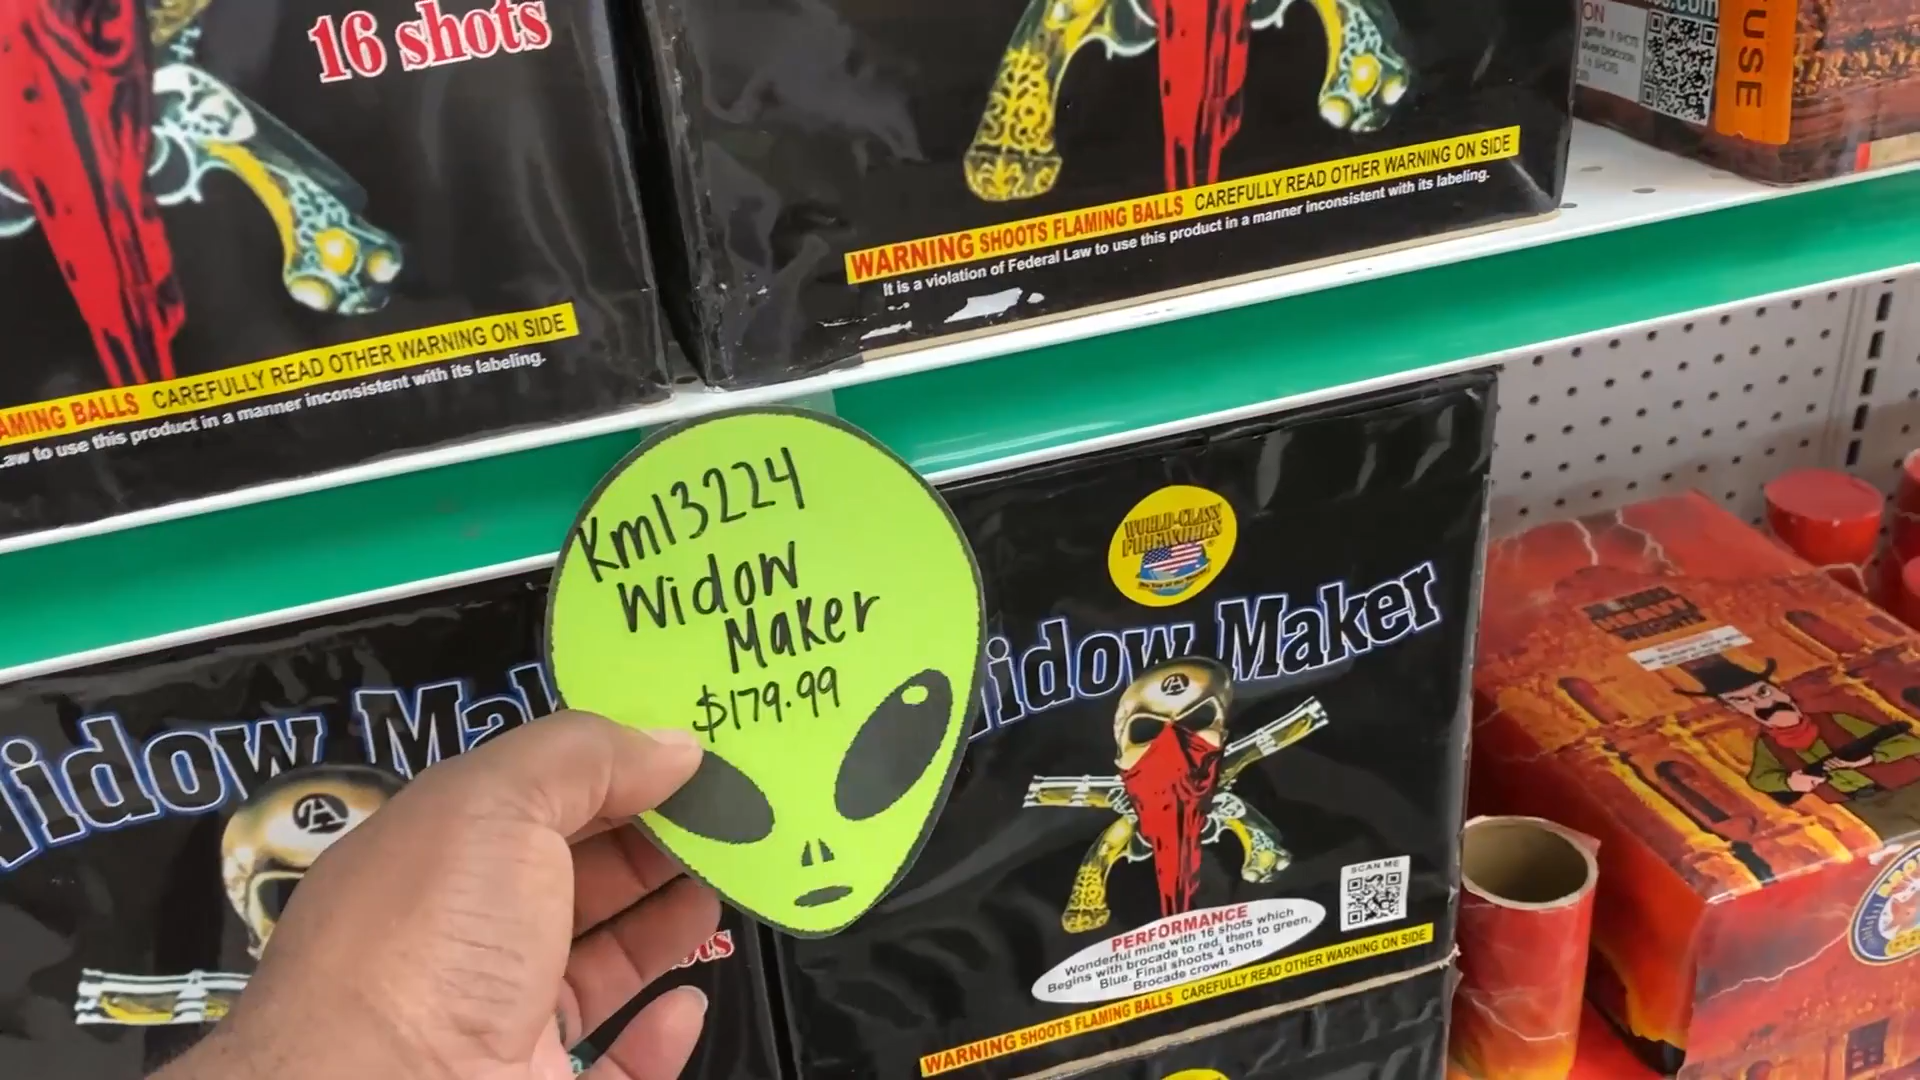 16 shots
WARNING SHOOTS FLAMING BALLS CAREFULLY READ OTHER WARNING ON SIDE
It is a violation of Federal Law to use this product in a manner inconsistent with its labeling.
AMING BALLS CAREFULLY READ OTHER WARNING ON SIDE
aw to use this product in a manner inconsistent with its labeling.
USE
Km13224
Widow
Maker
$179.99
WORLD-CLASS
FIREWORKS
idow Maker
idow Mak
A
A
SCAN ME
PERFORMANCE
Wonderful mine with 16 shots which
Begins with brocade to red, then to green,
Blue. Final shoots 4 shots
Brocade crown.
WARNING SHOOTS FLAMING BALLS CAREFULLY READ OTHER WARNING ON SIDE
ots